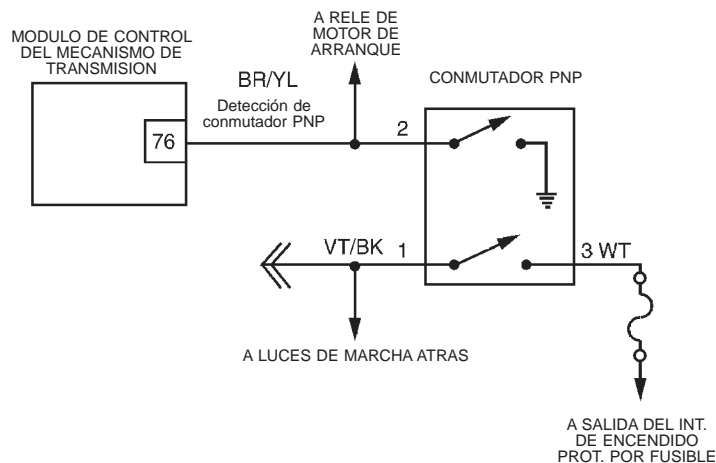 A RELE DE
MOTOR DE
ARRANQUE
MODULO DE CONTROL
DEL MECANISMO DE
TRANSMISION
BR/YL
Detección de
conmutador PNP
CONMUTADOR PNP
76
2
VT/BK
1
3 WT
A LUCES DE MARCHA ATRAS
A SALIDA DEL INT.
DE ENCENDIDO
PROT. POR FUSIBLE